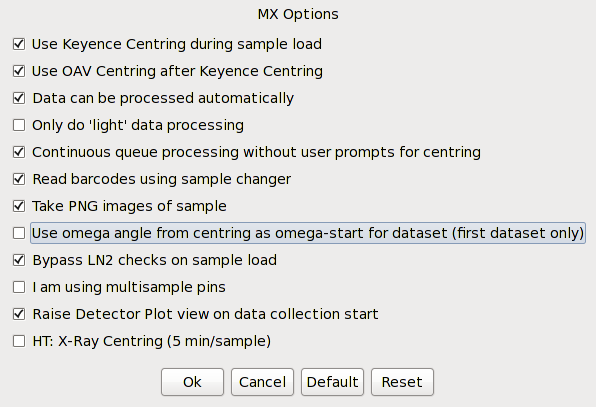 MX Options
Use Keyence Centring during sample load
Use OAV Centring after Keyence Centring
Data can be processed automatically
Only do 'light' data processing
Continuous queue processing without user prompts for centring
Read barcodes using sample changer
Take PNG images of sample
Use omega angle from centring as omega-start for dataset (first dataset only)
Bypass LN2 checks on sample load
I am using multisample pins
Raise Detector Plot view on data collection start
HT: X-Ray Centring (5 min/sample)
Ok Cancel Default Reset